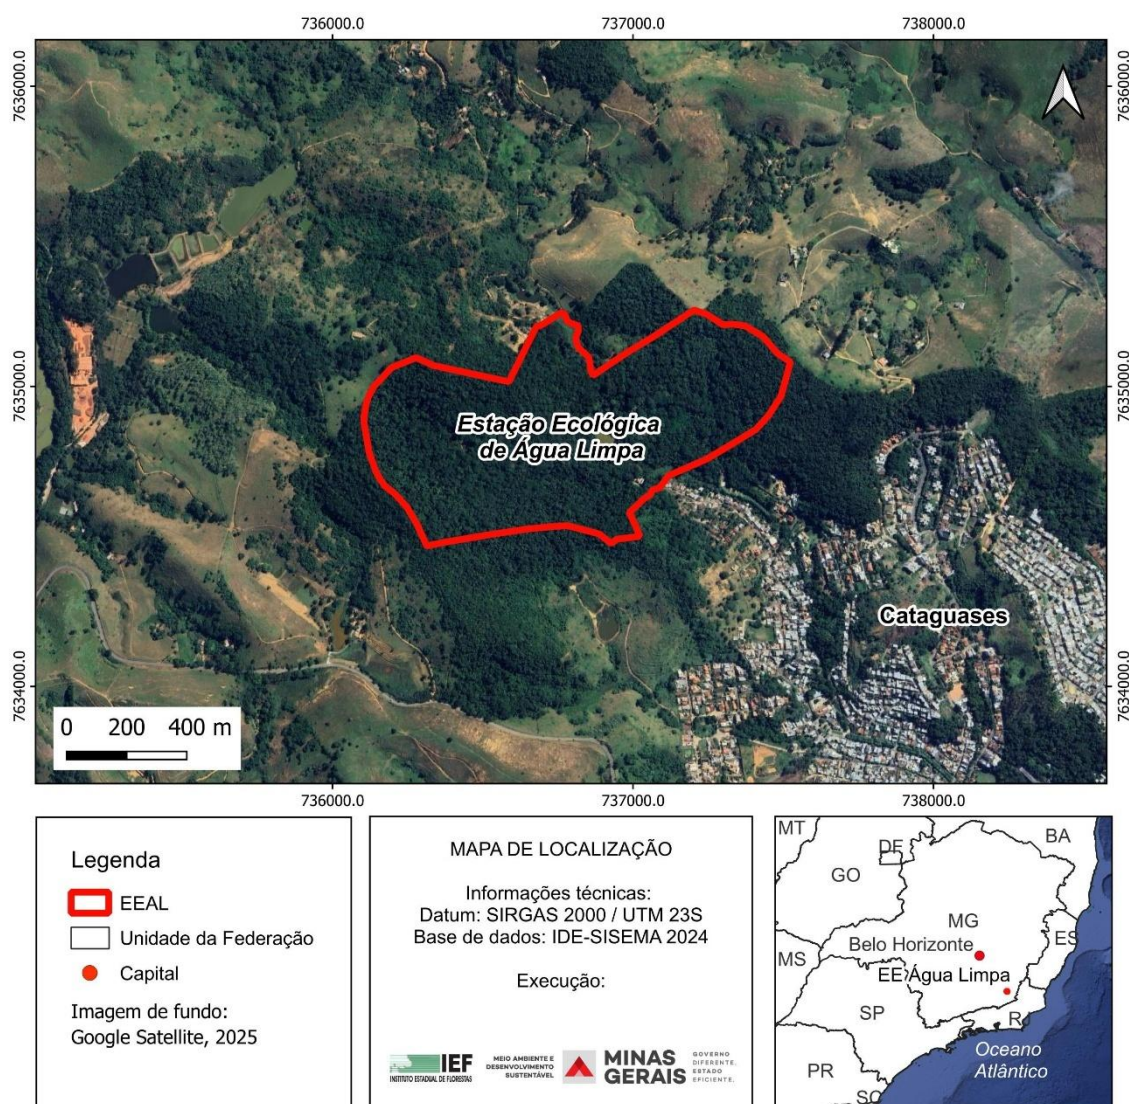 736000.0
737000.0
738000.0
7636000.0
7636000.0
7635000.0
7635000.0
Estação Ecológica
de Água Limpa
Cataguases
7634000.0
7634000.0
0 200 400 m
736000.0
737000.0
738000.0
Legenda
EEAL
Unidade da Federação
Capital
Imagem de fundo:
Google Satellite, 2025
MAPA DE LOCALIZAÇÃO
Informações técnicas:
Datum: SIRGAS 2000 / UTM 23S
Base de dados: IDE-SISEMA 2024
Execução:
IEF
INSTITUTO ESTADUAL DE FLORESTAS
MEIO AMBIENTE E
DESENVOLVIMENTO
SUSTENTÁVEL
MINAS
GERAIS
GOVERNO
DIFERENTE.
ESTADO
EFICIENTE.
MT
DF
BA
GO
MG
ES
Belo Horizonte
MS
EE Água Limpa
SP
RJ
Oceano
Atlântico
PR
SC